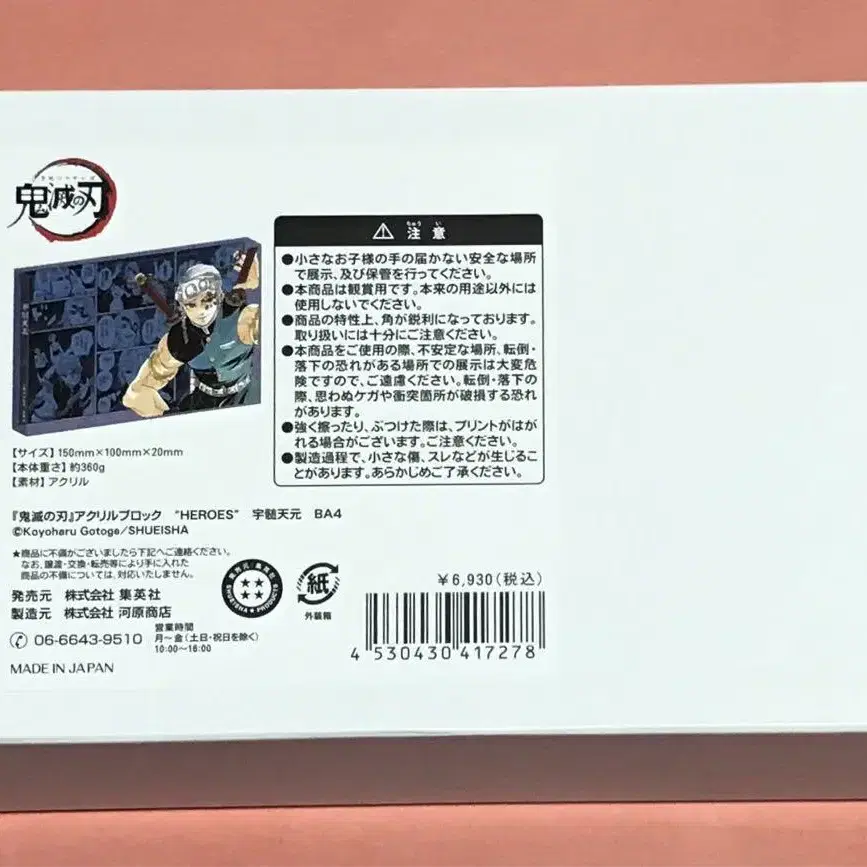 鬼滅の刃
⚠ 注意
ちゅう い
●小さなお子様の手の届かない安全な場所
で展示、及び保管を行ってください。
●本商品は観賞用です。本来の用途以外には
使用しないでください。
●商品の特性上、角が鋭利になっております。
取り扱いには十分にご注意ください。
●本商品をご使用の際、不安定な場所、転倒・
落下の恐れがある場所での展示は大変危
険ですので、ご遠慮ください。転倒・落下の
際、思わぬケガや衝突箇所が破損する恐れ
があります。
●強く擦ったり、ぶつけた際は、プリントがはが
れる場合がございます。ご注意ください。
●製造過程で、小さな傷、スレなどが生じるこ
とがあります。あらかじめご了承ください。
宇髄天元
【サイズ】150mm×100mm×20mm
【本体重さ】約360g
【素材】アクリル
『鬼滅の刃』アクリルブロック “HEROES” 宇髄天元 BA4
©Koyoharu Gotoge/SHUEISHA
★商品に不備がございましたら下記へご連絡ください。
なお、譲渡・交換・転売等により手に入れた
商品の不備については、対応いたしません。
発売元 株式会社 集英社
製造元 株式会社 河原商店
06-6643-9510
営業時間
月〜金(土日・祝日を除く)
10:00〜16:00
MADE IN JAPAN
発売元/集英社
SHUEISHA PRODUCTS
紙
外装箱
￥6,930(税込)
4 530430 417278